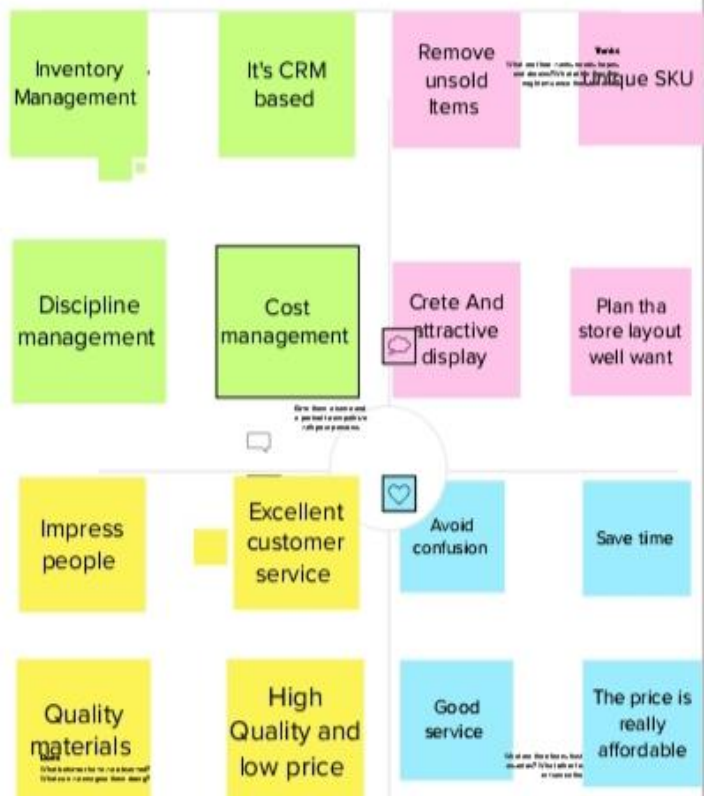 Inventory
Management
It's CRM
based
Remove
unsold
Items
Unique SKU
Discipline
management
Cost
management
Crete And
attractive
display
Plan tha
store layout
well want
Impress
people
Excellent
customer
service
Avoid
confusion
Save time
Quality
materials
High
Quality and
low price
Good
service
The price is
really
affordable